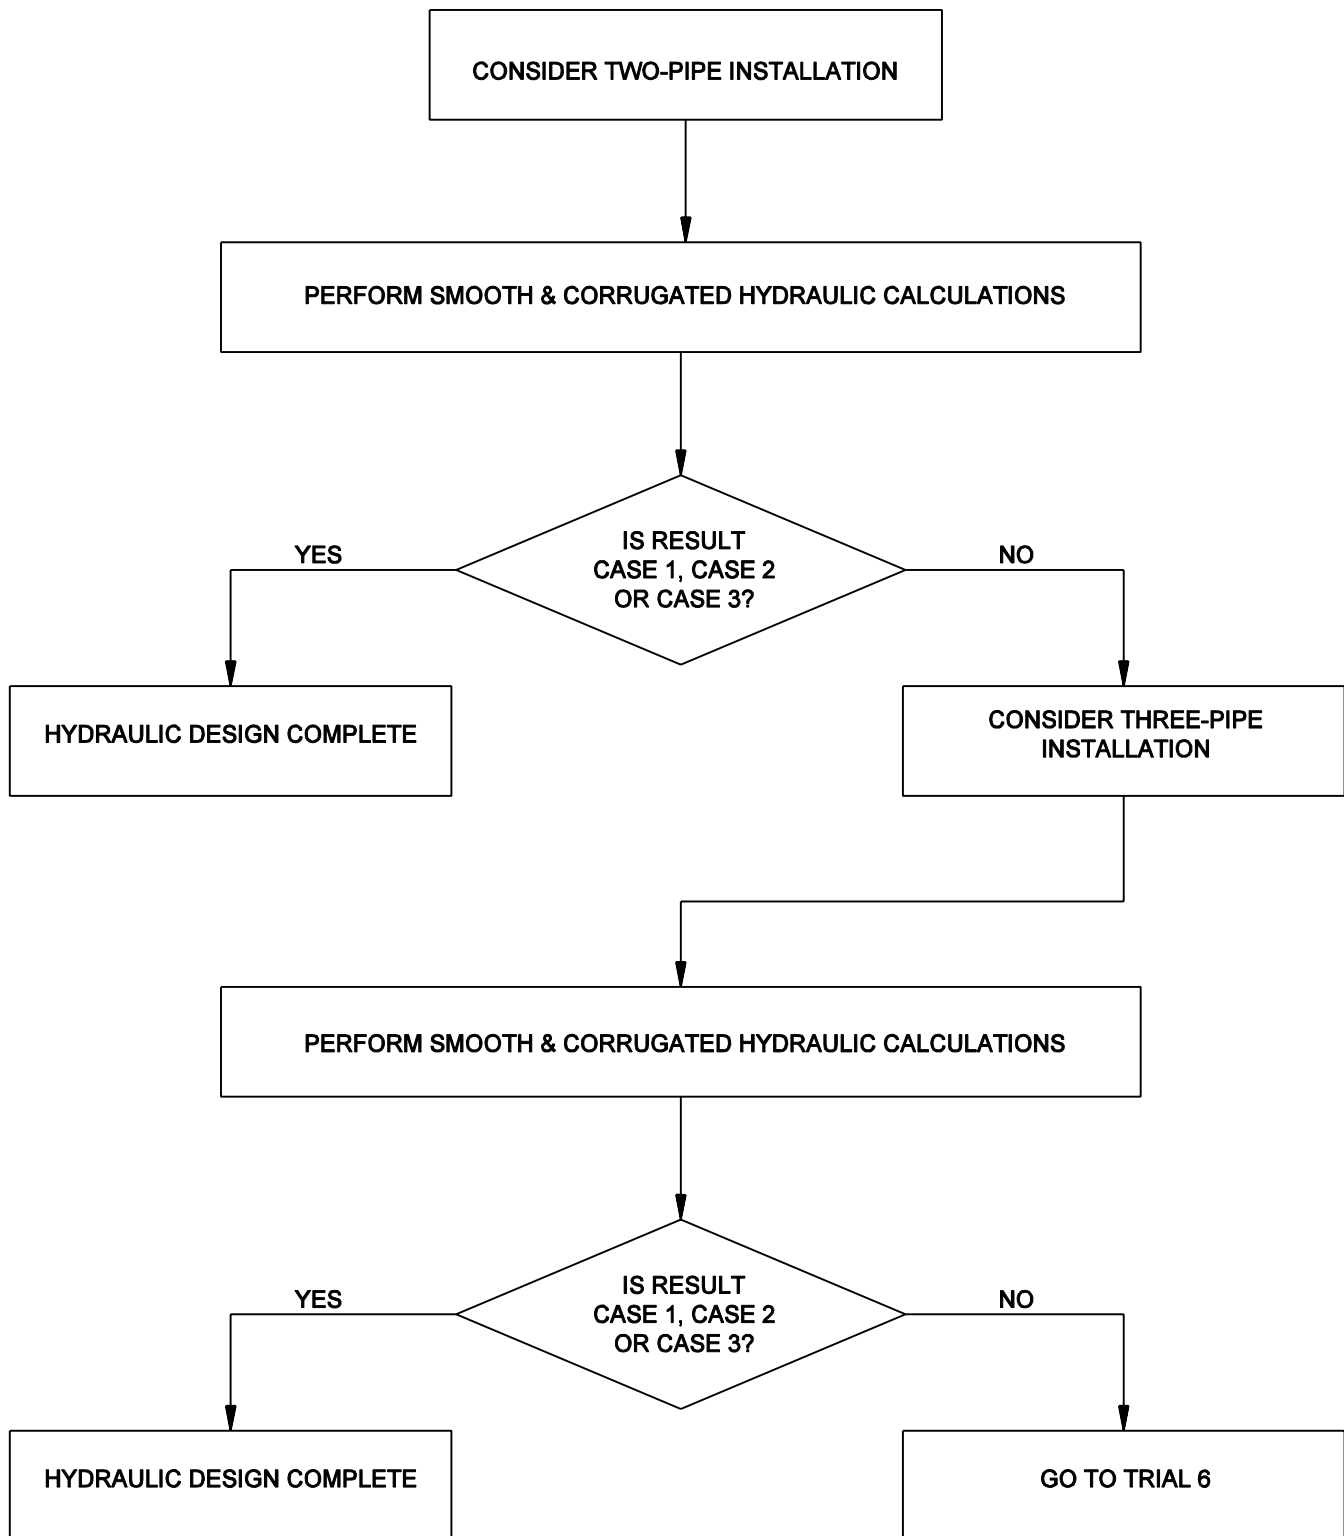 CONSIDER TWO-PIPE INSTALLATION
PERFORM SMOOTH & CORRUGATED HYDRAULIC CALCULATIONS
IS RESULT
CASE 1, CASE 2
OR CASE 3?
YES
NO
HYDRAULIC DESIGN COMPLETE
CONSIDER THREE-PIPE
INSTALLATION
PERFORM SMOOTH & CORRUGATED HYDRAULIC CALCULATIONS
IS RESULT
CASE 1, CASE 2
OR CASE 3?
YES
NO
HYDRAULIC DESIGN COMPLETE
GO TO TRIAL 6